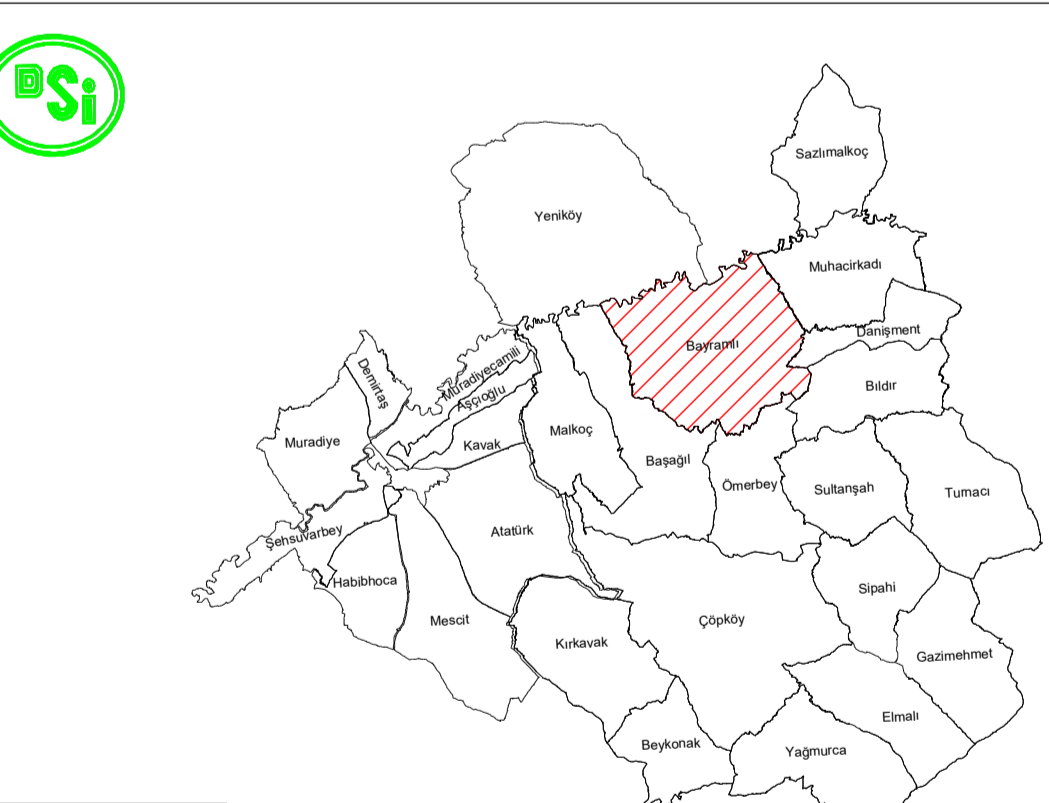 DSi
Sazlımalkoç
Yeniköy
Muhacirkadı
Danişment
Bayramlı
Muradiyecamili
Demirtaş
Bıldır
Aşçıoğlu
Malkoç
Muradiye
Kavak
Başağıl
Ömerbey
Sultanşah
Turnacı
Atatürk
Şehsuvarbey
Habibhoca
Sipahi
Mescit
Çöpköy
Kırkavak
Gazimehmet
Elmalı
Beykonak
Yağmurca